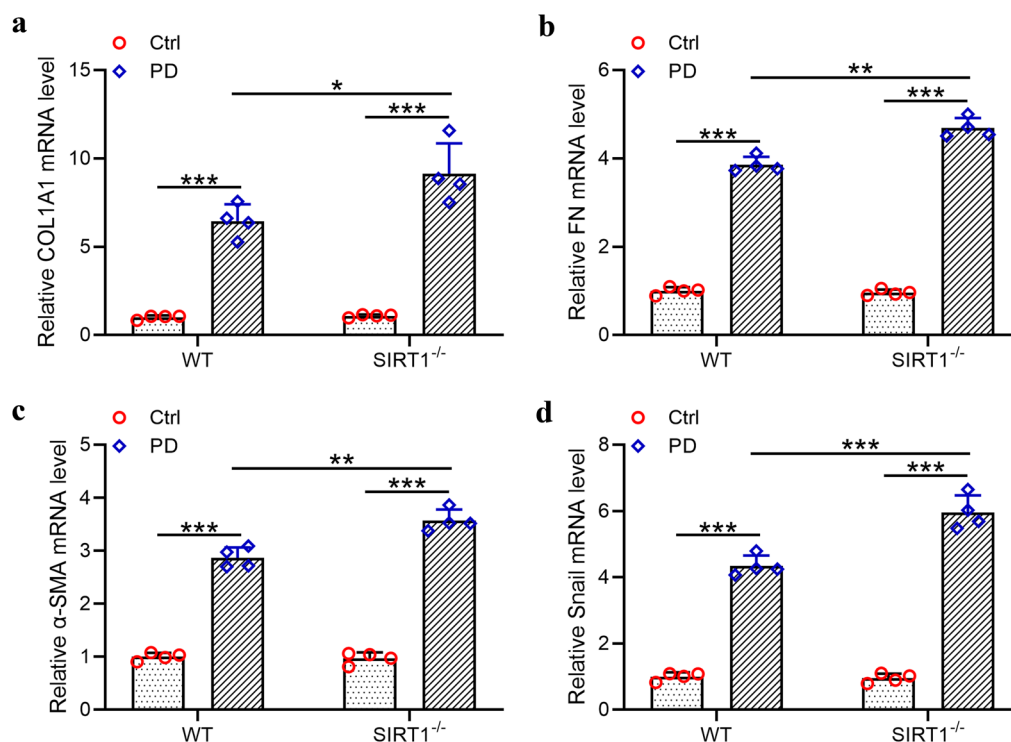 a
Ctrl
PD
Relative COL1A1 mRNA level
15
10
5
0
***
*
***
WT
SIRT1-/-
b
Ctrl
PD
Relative FN mRNA level
6
4
2
0
***
**
***
WT
SIRT1-/-
c
Ctrl
PD
Relative α-SMA mRNA level
5
4
3
2
1
0
***
**
***
WT
SIRT1-/-
d
Ctrl
PD
Relative Snail mRNA level
8
6
4
2
0
***
***
***
WT
SIRT1-/-